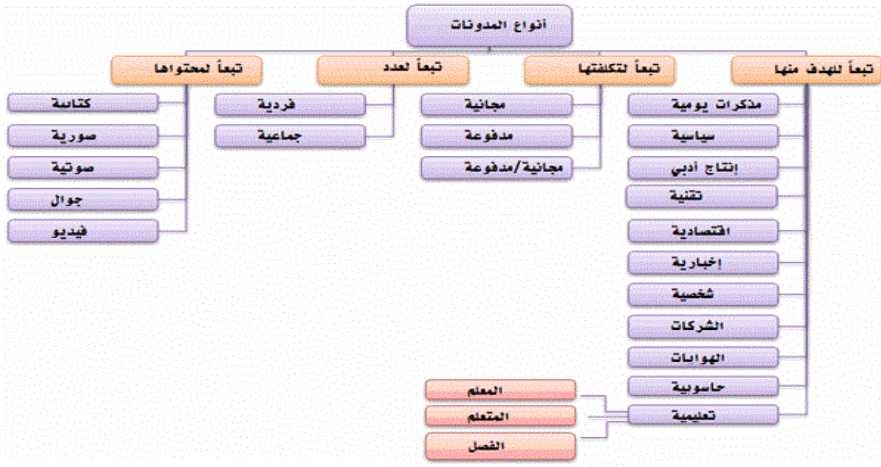 أنواع المدونات
تبعاً للهدف منها
تبعاً لتكلفتها
تبعاً لعدد
تبعاً لمحتواها
مذكرات يومية
سياسية
إنتاج أدبي
تقنية
اقتصادية
إخبارية
شخصية
الشركات
الهوايات
حاسوبية
تعليمية
المعلم
المتعلم
الفصل
مجانية
مدفوعة
مجانية/مدفوعة
فردية
جماعية
كتابية
صورية
صوتية
جوال
فيديو